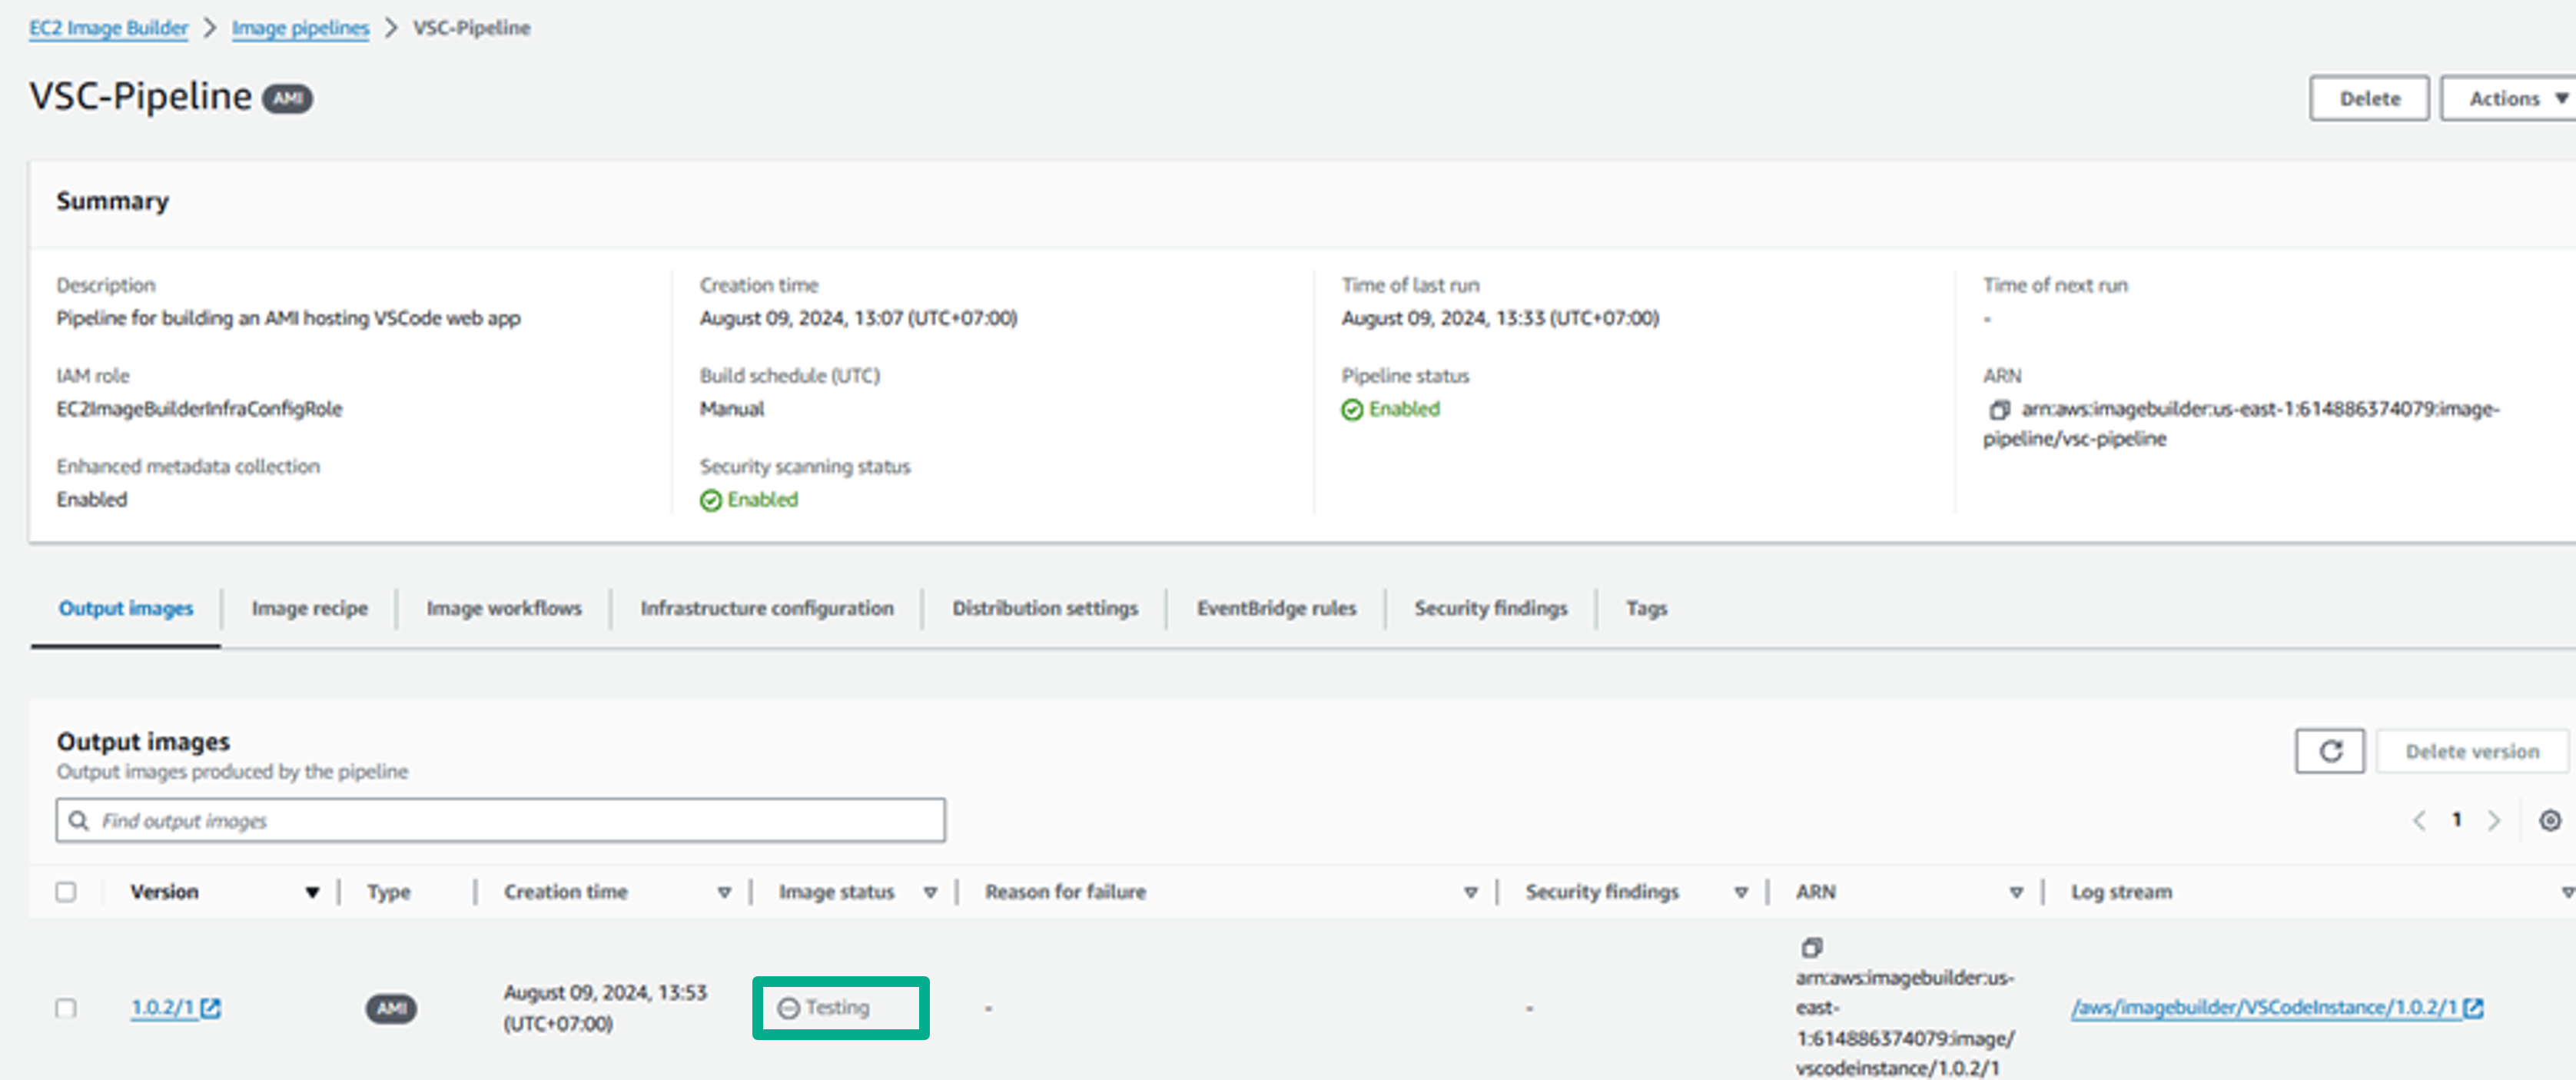 EC2 Image Builder > Image pipelines > VSC-Pipeline
VSC-Pipeline AMI
Delete
Actions
Summary
Description
Pipeline for building an AMI hosting VSCode web app
Creation time
August 09, 2024, 13:07 (UTC+07:00)
Time of last run
August 09, 2024, 13:33 (UTC+07:00)
Time of next run
-
IAM role
EC2ImageBuilderInfraConfigRole
Build schedule (UTC)
Manual
Pipeline status
Enabled
ARN
arn:aws:imagebuilder:us-east-1:614886374079:image-
pipeline/vsc-pipeline
Enhanced metadata collection
Enabled
Security scanning status
Enabled
Output images
Image recipe
Image workflows
Infrastructure configuration
Distribution settings
EventBridge rules
Security findings
Tags
Output images
Output images produced by the pipeline
Delete version
Find output images
1
Version
Type
Creation time
Image status
Reason for failure
Security findings
ARN
Log stream
1.0.2/1
AMI
August 09, 2024, 13:53
(UTC+07:00)
Testing
-
-
arn:aws:imagebuilder:us-
east-
1:614886374079:image/
vscodeinstance/1.0.2/1
/aws/imagebuilder/VSCodeInstance/1.0.2/1